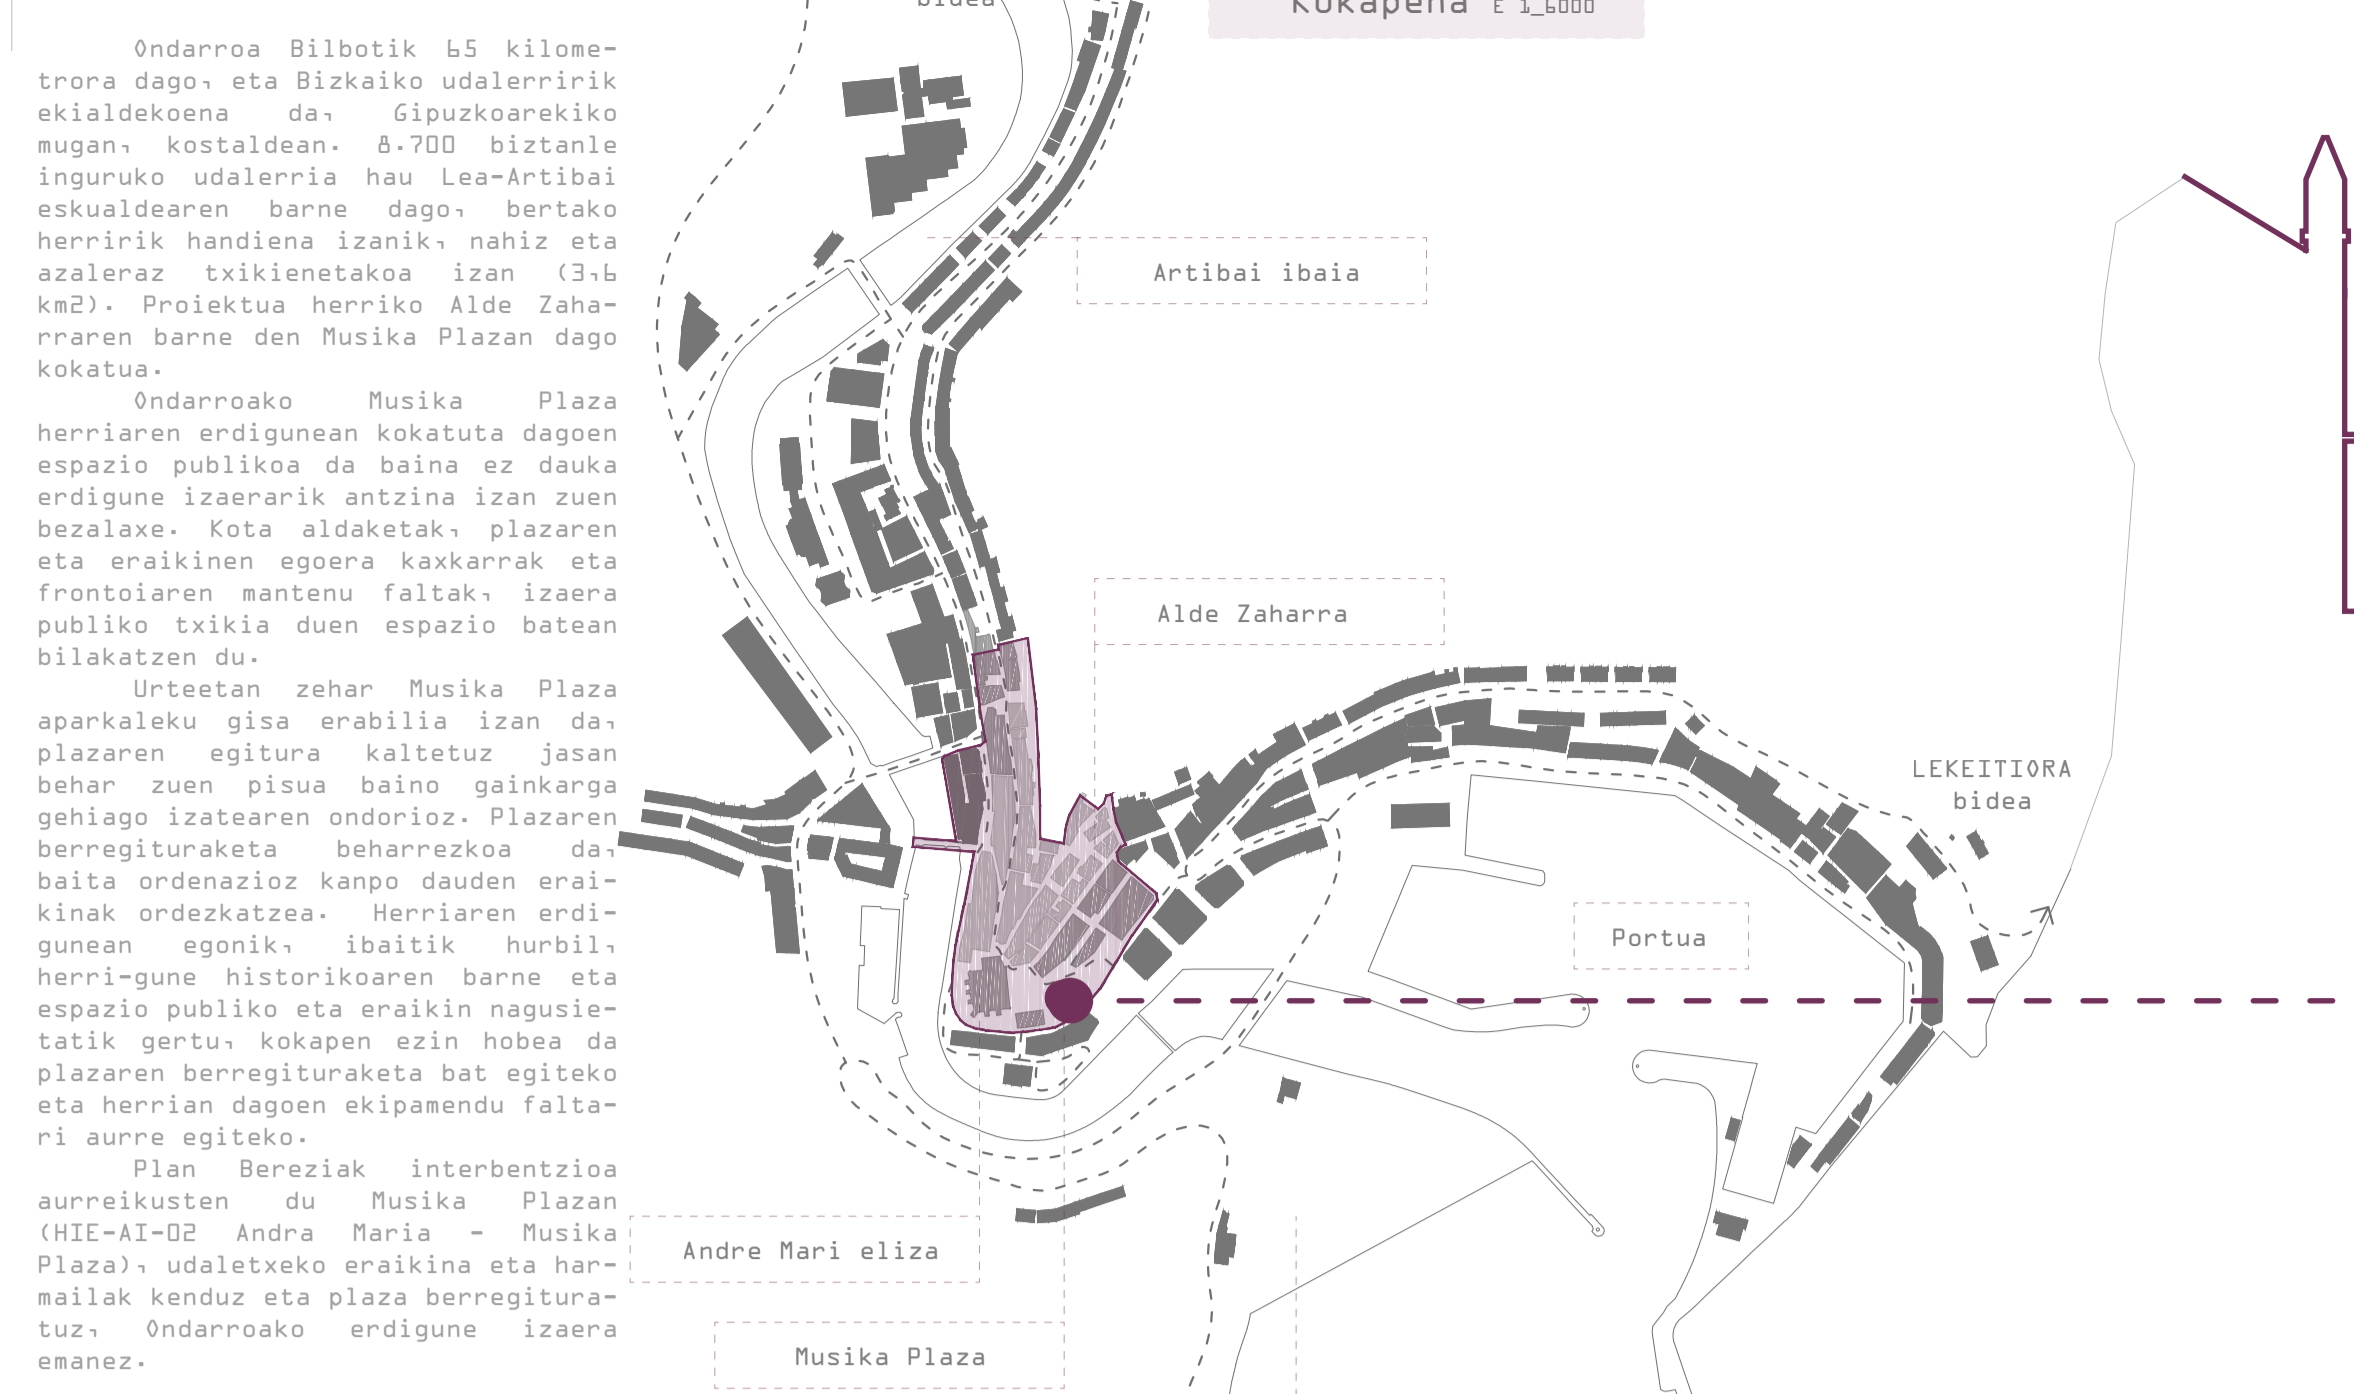 bidea
Kokapena E 1_6000
Ondarroa Bilbotik 65 kilome-
trora dago, eta Bizkaiko udalerririk
ekialdekoena da, Gipuzkoarekiko
mugan, kostaldean. 8.700 biztanle
inguruko udalerria hau Lea-Artibai
eskualdearen barne dago, bertako
herririk handiena izanik, nahiz eta
azaleraz txikienetakoa izan (3,6
km2). Proiektua herriko Alde Zaha-
rraren barne den Musika Plazan dago
kokatua.
Ondarroako Musika Plaza
herriaren erdigunean kokatuta dagoen
espazio publikoa da baina ez dauka
erdigune izaerarik antzina izan zuen
bezalaxe. Kota aldaketak, plazaren
eta eraikinen egoera kaxkarrak eta
frontoiaren mantenu faltak, izaera
publiko txikia duen espazio batean
bilakatzen du.
Urteetan zehar Musika Plaza
aparkaleku gisa erabilia izan da,
plazaren egitura kaltetuz jasan
behar zuen pisua baino gainkarga
gehiago izatearen ondorioz. Plazaren
berregituraketa beharrezkoa da,
baita ordenazioz kanpo dauden erai-
kinak ordezkatzea. Herriaren erdi-
gunean egonik, ibaitik hurbil,
herri-gune historikoaren barne eta
espazio publiko eta eraikin nagusie-
tatik gertu, kokapen ezin hobea da
plazaren berregituraketa bat egiteko
eta herrian dagoen ekipamendu falta-
ri aurre egiteko.
Plan Bereziak interbentzioa
aurreikusten du Musika Plazan
(HIE-AI-02 Andra Maria - Musika
Plaza), udaletxeko eraikina eta har-
mailak kenduz eta plaza berregitura-
tuz, Ondarroako erdigune izaera
emanez.
Artibai ibaia
Alde Zaharra
LEKEITIORA
bidea
Portua
Andre Mari eliza
Musika Plaza